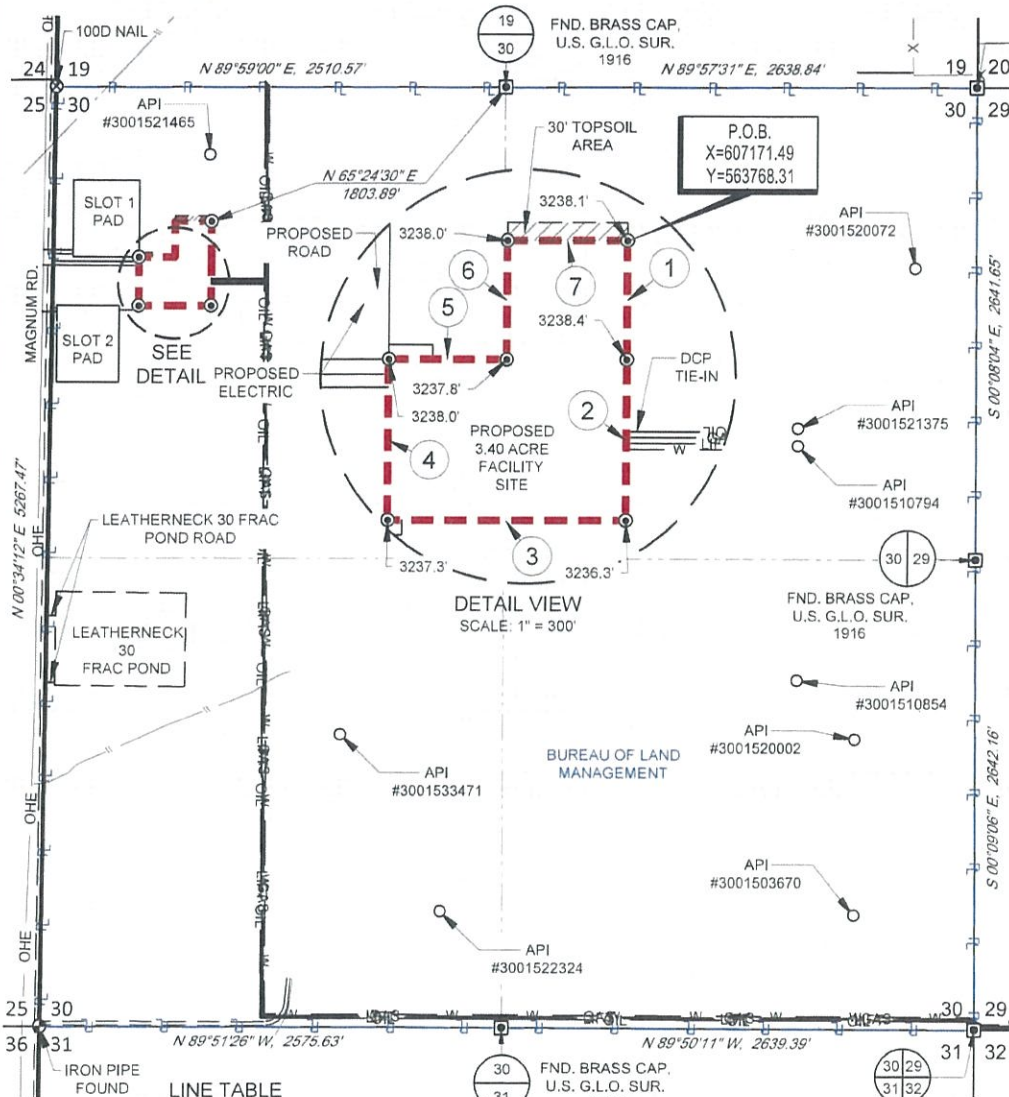 100D NAIL
24 19
25 30
19
30
FND. BRASS CAP,
U.S. G.L.O. SUR.
1916
N 89°59'00" E, 2510.57'
N 89°57'31" E, 2638.84'
X
19 20
30 29
API
#3001521465
30' TOPSOIL
AREA
P.O.B.
X=607171.49
Y=563768.31
N 65°24'30" E
1803.89'
SLOT 1
PAD
PROPOSED
ROAD
3238.0'
3238.1'
API
#3001520072
6
7
1
5
3238.4'
MAGNUM RD.
SLOT 2
PAD
SEE
DETAIL
PROPOSED
ELECTRIC
3237.8'
3238.0'
DCP
TIE-IN
S 00°08'04" E, 2641.65'
API
#3001521375
2
W
4
PROPOSED
3.40 ACRE
FACILITY
SITE
API
#3001510794
N 00°34'12" E 5267.47'
OHE
LEATHERNECK 30 FRAC
POND ROAD
3
3237.3'
3236.3'
30 29
DETAIL VIEW
SCALE: 1" = 300'
FND. BRASS CAP,
U.S. G.L.O. SUR.
1916
LEATHERNECK
30
FRAC POND
API
#3001510854
API
#3001520002
BUREAU OF LAND
MANAGEMENT
API
#3001533471
S 00°09'06" E, 2642.16'
OHE
OHE
API
#3001503670
OHE
API
#3001522324
25 30
36 31
30 29
31 32
N 89°51'26" W, 2575.63'
N 89°50'11" W, 2639.39'
IRON PIPE
FOUND
LINE TABLE
30
31
FND. BRASS CAP,
U.S. G.L.O. SUR.
30 29
31 32